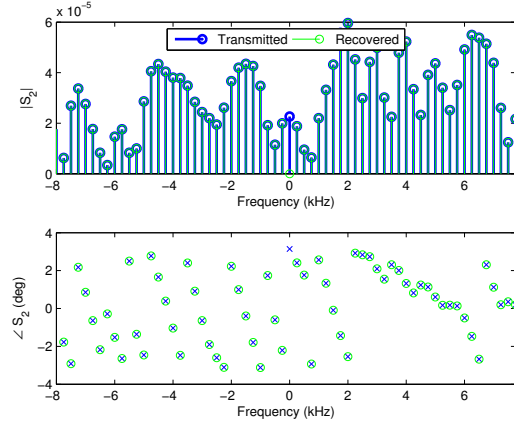 6 x 10⁻⁵
Transmitted
Recovered
|S₂|
4
2
0
−8 −6 −4 −2 0 2 4 6
Frequency (kHz)
4
2
0
−2
−4
∠ S₂ (deg)
−8 −6 −4 −2 0 2 4 6
Frequency (kHz)